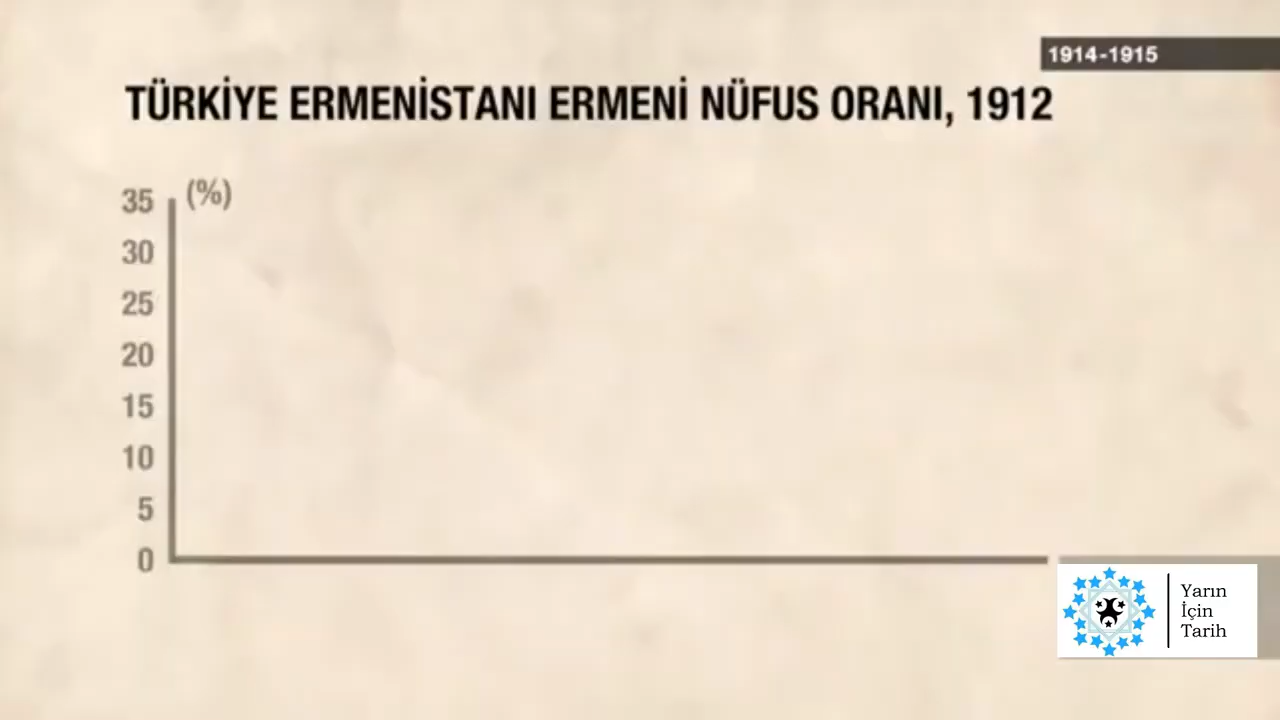 1914-1915
TÜRKİYE ERMENİSTANI ERMENİ NÜFUS ORANI, 1912
(%)
35
30
25
20
15
10
5
0
Yarın
İçin
Tarih